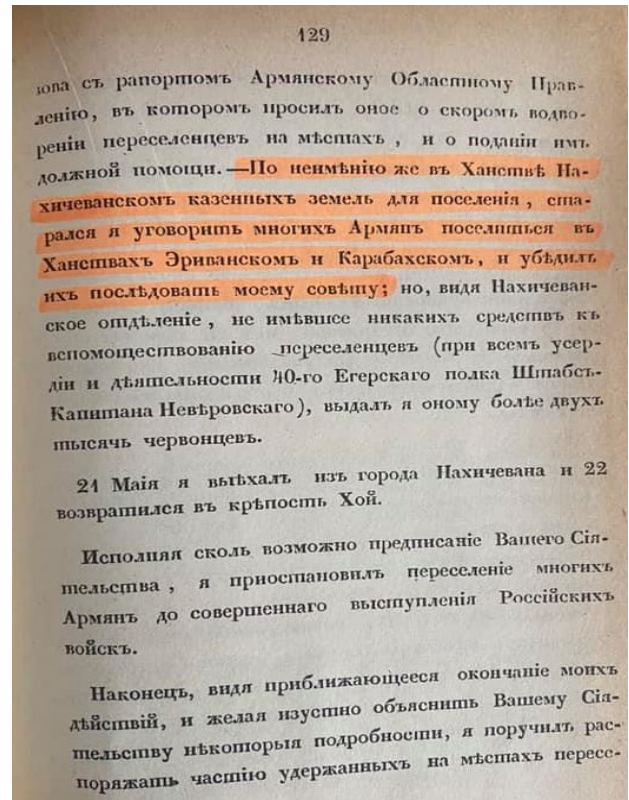 129
зова съ рапортомъ Армянскому Областному Прав-
ленію, въ которомъ просилъ оное о скоромъ водво-
реніи переселенцевъ на мѣстахъ, и о поданіи имъ
должной помощи.—По неимѣнію же въ Ханствѣ На-
хичеванскомъ казенныхъ земель для поселенія, ста-
рался я уговорить многихъ Армянъ поселиться въ
Ханствахъ Эриванскомъ и Карабахскомъ, и убѣдилъ
ихъ послѣдовать моему совѣту; но, видя Нахичеван-
ское отдѣленіе, не имѣвшее никакихъ средствъ къ
вспомоществованію переселенцевъ (при всемъ усер-
діи и дѣятельности 40-го Егерскаго полка Штабсъ-
Капитана Невѣровскаго), выдалъ я оному болѣе двухъ
тысячь червонцевъ.
21 Маія я выѣхалъ изъ города Нахичевана и 22
возвратился въ крѣпость Хой.
Исполняя сколь возможно предписаніе Вашего Сія-
тельства, я приостановилъ переселеніе многихъ
Армянъ до совершеннаго выступленія Россійскихъ
войскъ.
Наконецъ, видя приближающееся окончаніе моихъ
дѣйствій, и желая изустно объяснить Вашему Сія-
тельству нѣкоторыя подробности, я поручилъ рас-
поряжать частію удержанныхъ на мѣстахъ пересе-